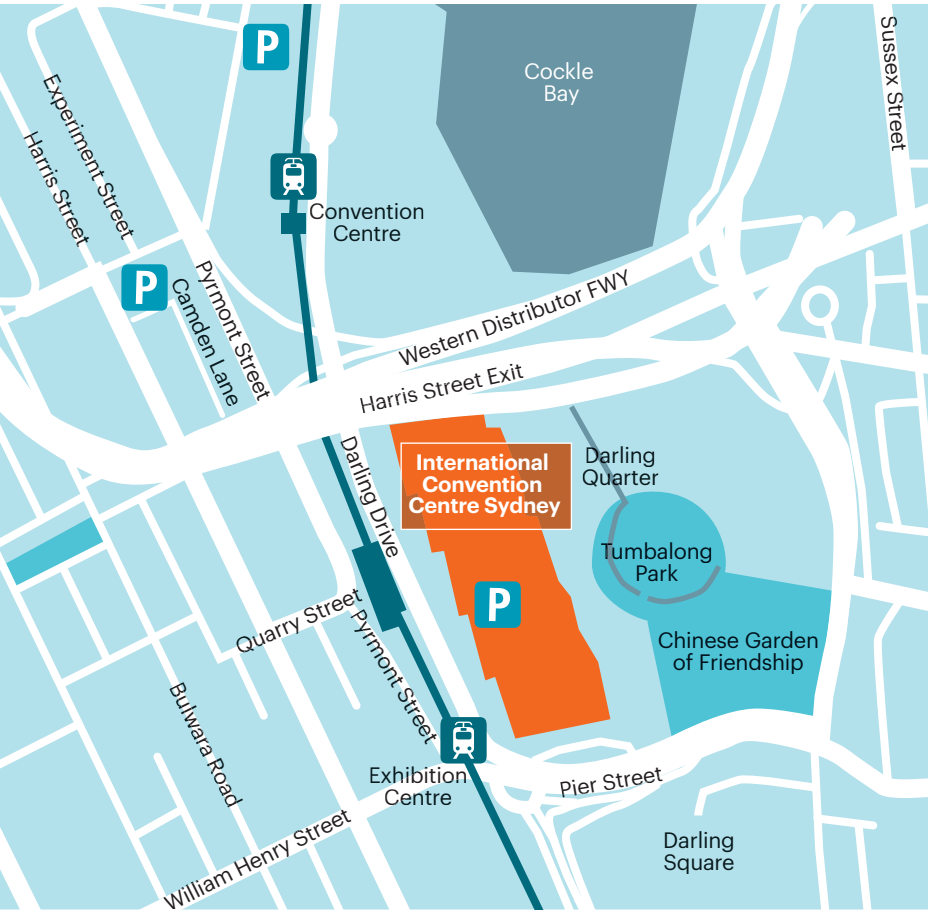 P
Sussex Street
Cockle
Bay
Experiment Street
Harris Street
Convention
Centre
P
Camden Lane
Pyrmont Street
Western Distributor FWY
Harris Street Exit
Darling Drive
International
Convention
Centre Sydney
Darling
Quarter
Tumbalong
Park
P
Quarry Street
Pyrmont Street
Chinese Garden
of Friendship
Bulwara Road
Exhibition
Centre
Pier Street
William Henry Street
Darling
Square